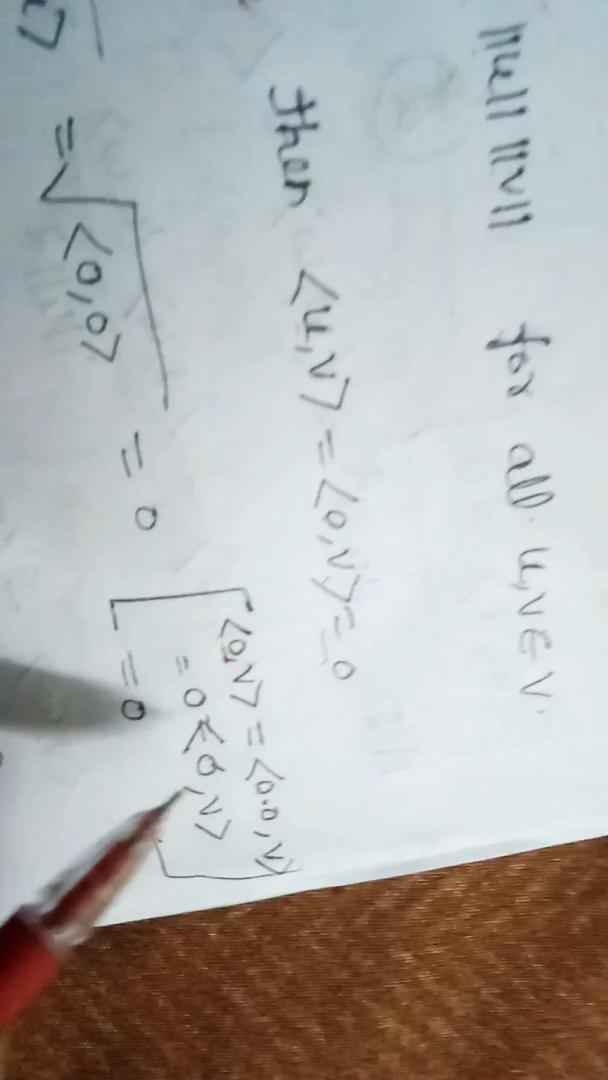 ||u|| ||v|| for all u,v ∈ V.
then <u,v> = <0,v> = 0
= √<0,0> = 0
[<0,v> = <0.0,v>
= 0<0,v>
= 0]